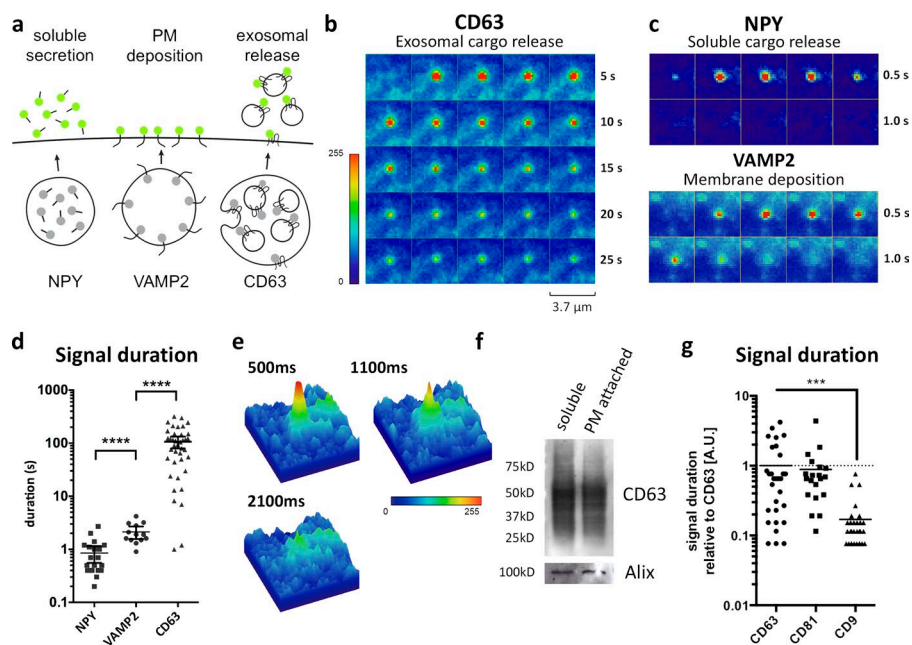 a
soluble
secretion
PM
deposition
exosomal
release
NPY
VAMP2
CD63
b
CD63
Exosomal cargo release
5 s
10 s
15 s
20 s
25 s
255
0
3.7 µm
c
NPY
Soluble cargo release
0.5 s
1.0 s
VAMP2
Membrane deposition
0.5 s
1.0 s
d
Signal duration
duration (s)
1000
100
10
1
0.1
****
****
NPY
VAMP2
CD63
e
500ms
1100ms
2100ms
0
255
f
soluble
PM attached
75kD
50kD
37kD
25kD
CD63
100kD
Alix
g
Signal duration
signal duration
relative to CD63 [A.U.]
10
1
0.1
0.01
***
CD63
CD81
CD9